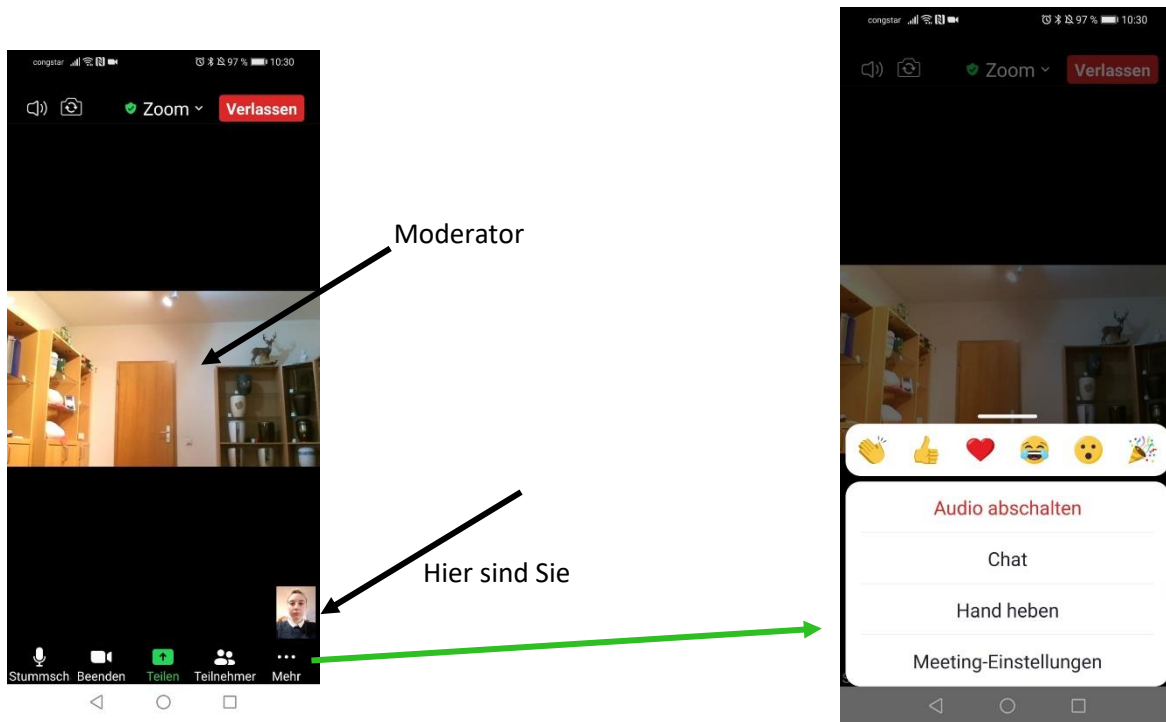 congstar 97 % 10:30
Zoom Verlassen
Moderator
Hier sind Sie
Stummsch Beenden Teilen Teilnehmer Mehr
congstar 97 % 10:30
Zoom Verlassen
Audio abschalten
Chat
Hand heben
Meeting-Einstellungen